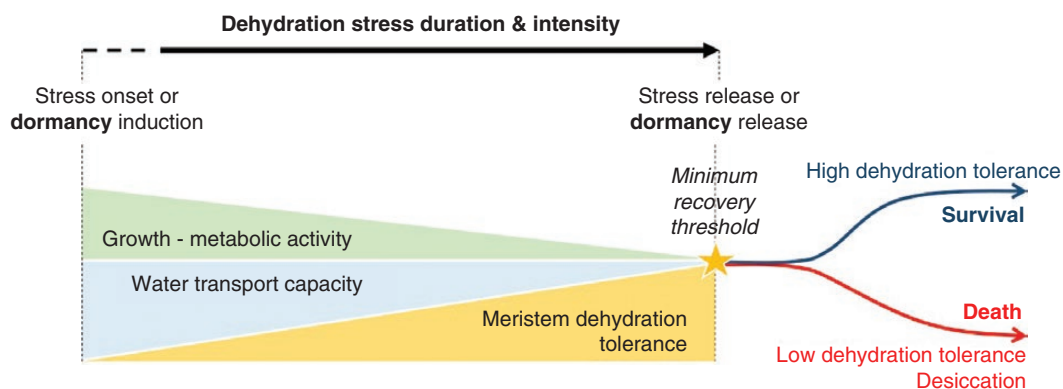 Dehydration stress duration & intensity
Stress onset or
dormancy induction
Stress release or
dormancy release
Minimum
recovery
threshold
High dehydration tolerance
Survival
Growth - metabolic activity
Water transport capacity
Meristem dehydration
tolerance
Death
Low dehydration tolerance
Desiccation